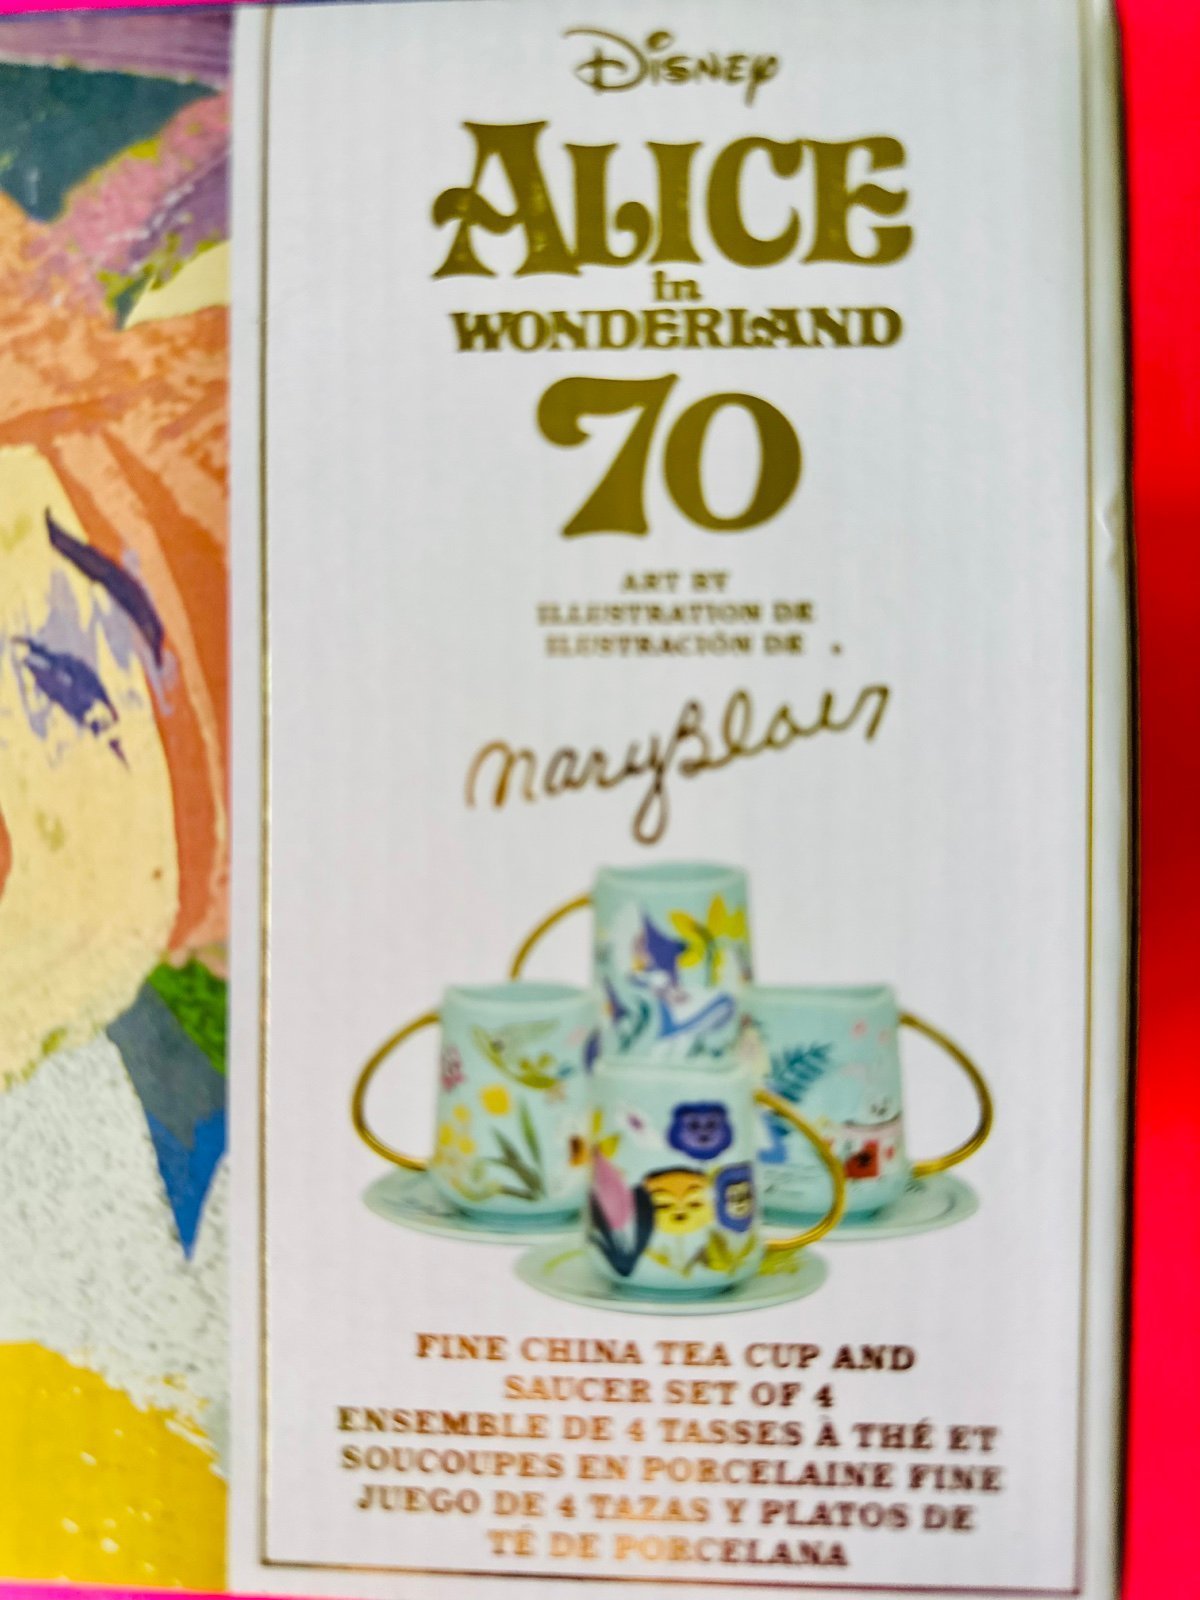 Disney
ALICE
in
WONDERLAND
70
ART BY
ILLUSTRATION DE
ILUSTRACIÓN DE
Mary Blair
FINE CHINA TEA CUP AND
SAUCER SET OF 4
ENSEMBLE DE 4 TASSES À THÉ ET
SOUCOUPES EN PORCELAINE FINE
JUEGO DE 4 TAZAS Y PLATOS DE
TÉ DE PORCELANA